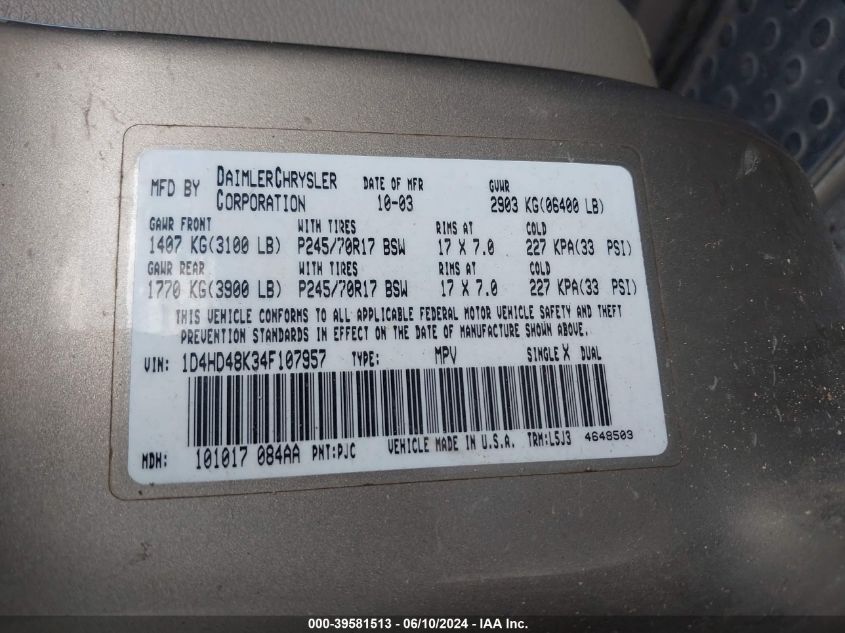 MFD BY DAIMLERCHRYSLER CORPORATION DATE OF MFR 10-03 GVWR 2903 KG(06400 LB)
GAWR FRONT WITH TIRES RIMS AT COLD
1407 KG(3100 LB) P245/70R17 BSW 17 X 7.0 227 KPA(33 PSI)
GAWR REAR WITH TIRES RIMS AT COLD
1770 KG(3900 LB) P245/70R17 BSW 17 X 7.0 227 KPA(33 PSI)
THIS VEHICLE CONFORMS TO ALL APPLICABLE FEDERAL MOTOR VEHICLE SAFETY AND THEFT
PREVENTION STANDARDS IN EFFECT ON THE DATE OF MANUFACTURE SHOWN ABOVE.
VIN: 1D4HD48K34F107957 TYPE: MPV SINGLE X DUAL
MDH: 101017 084AA PNT:PJC VEHICLE MADE IN U.S.A. TRM:L5J3 4648503
000-39581513 - 06/10/2024 - IAA Inc.